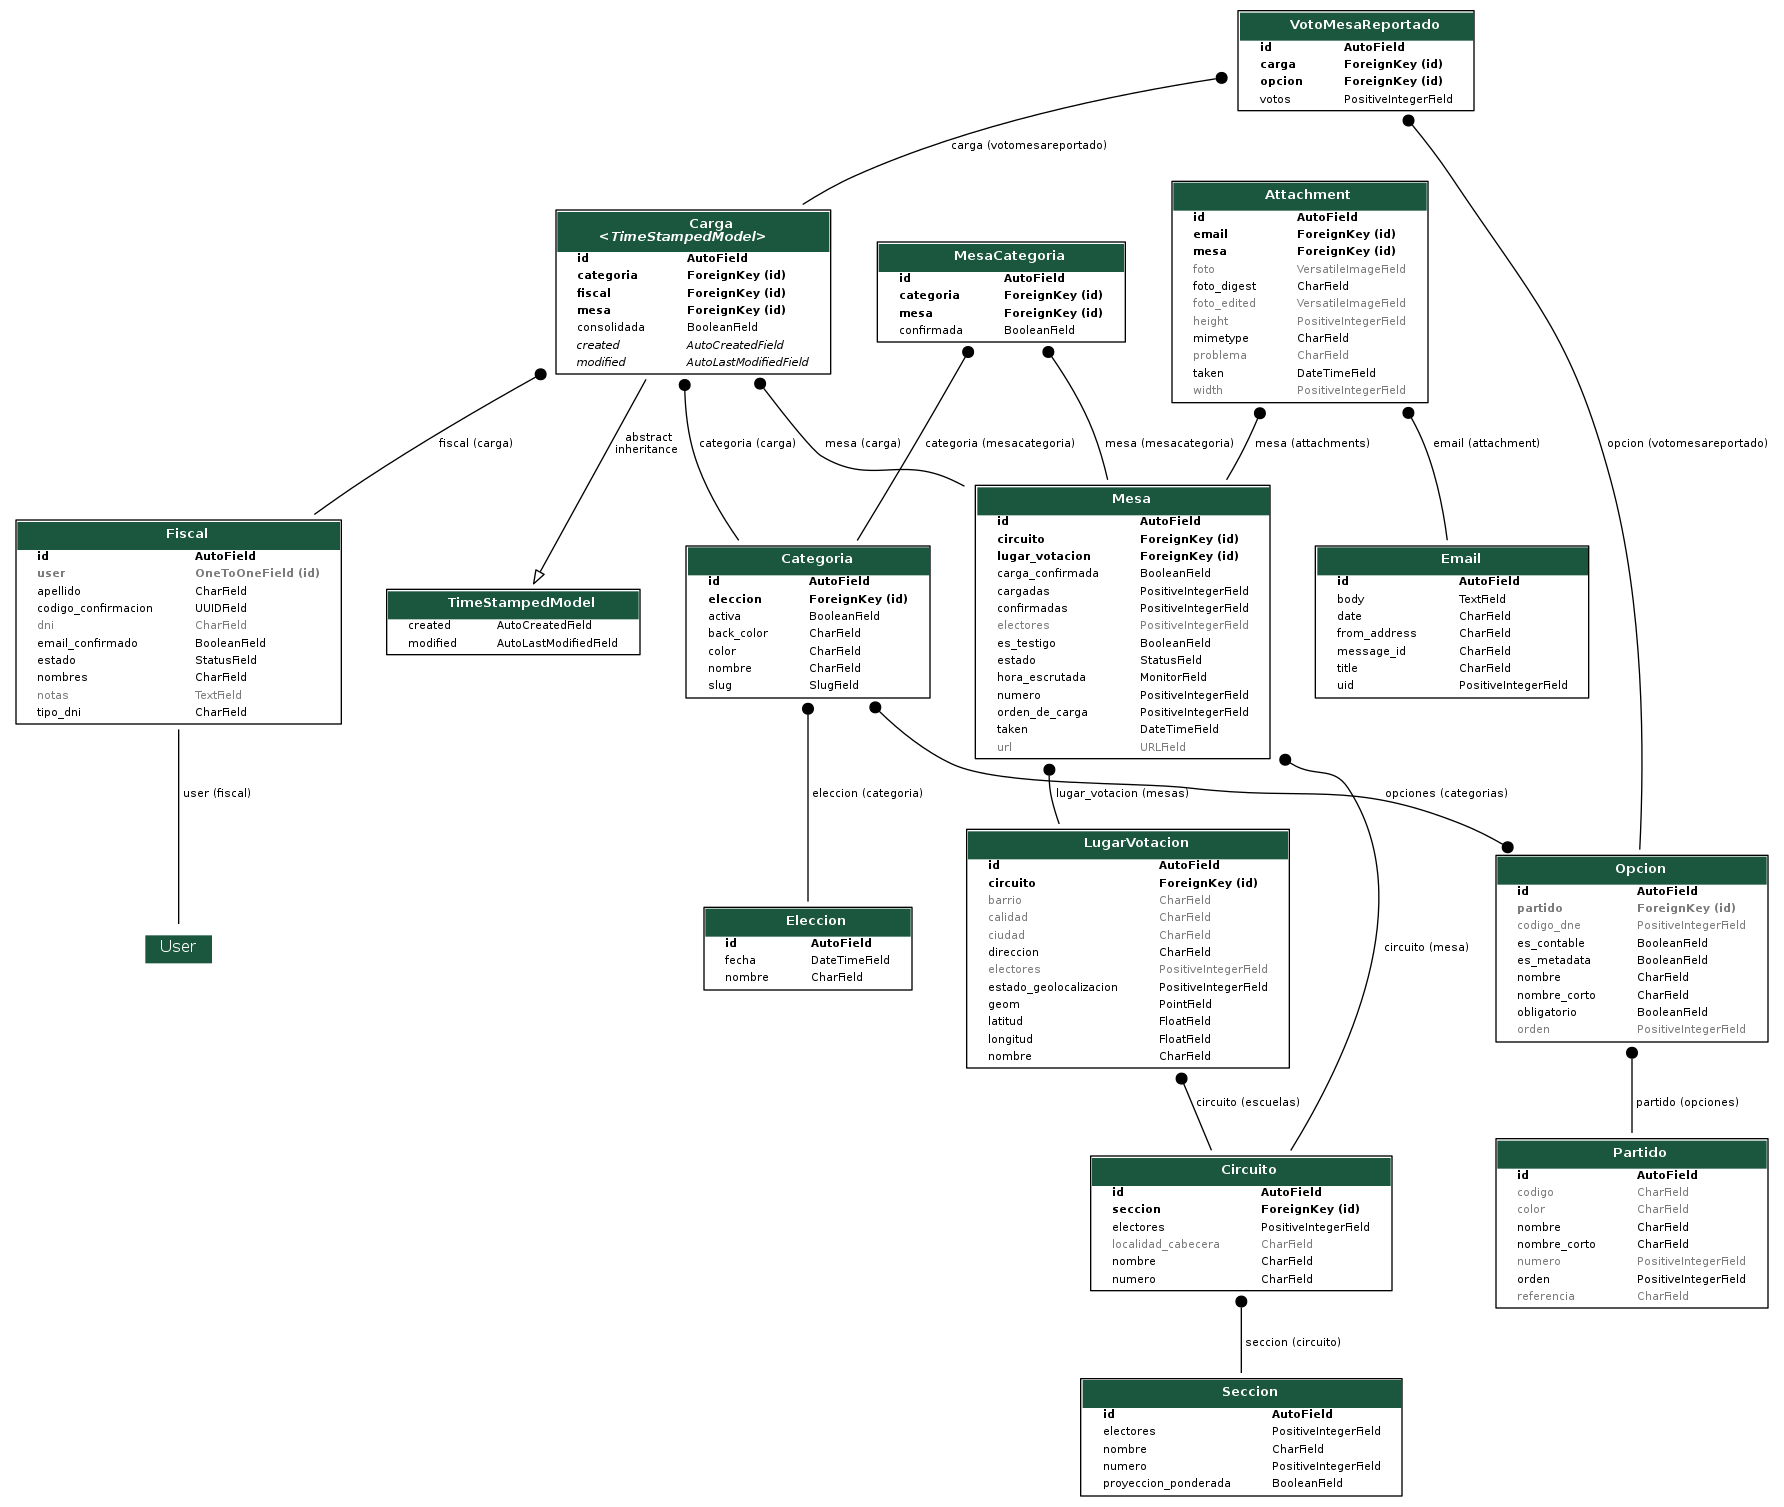 VotoMesaReportado
id AutoField
carga ForeignKey (id)
opcion ForeignKey (id)
votos PositiveIntegerField
carga (votomesareportado)
Attachment
id AutoField
email ForeignKey (id)
mesa ForeignKey (id)
foto VersatileImageField
foto_digest CharField
foto_edited VersatileImageField
height PositiveIntegerField
mimetype CharField
problema CharField
taken DateTimeField
width PositiveIntegerField
Carga
<TimeStampedModel>
id AutoField
categoria ForeignKey (id)
fiscal ForeignKey (id)
mesa ForeignKey (id)
consolidada BooleanField
created AutoCreatedField
modified AutoLastModifiedField
MesaCategoria
id AutoField
categoria ForeignKey (id)
mesa ForeignKey (id)
confirmada BooleanField
fiscal (carga)
abstract
inheritance
categoria (carga)
mesa (carga)
categoria (mesacategoria)
mesa (mesacategoria)
mesa (attachments)
email (attachment)
opcion (votomesareportado)
Fiscal
id AutoField
user OneToOneField (id)
apellido CharField
codigo_confirmacion UUIDField
dni CharField
email_confirmado BooleanField
estado StatusField
nombres CharField
notas TextField
tipo_dni CharField
TimeStampedModel
created AutoCreatedField
modified AutoLastModifiedField
Categoria
id AutoField
eleccion ForeignKey (id)
activa BooleanField
back_color CharField
color CharField
nombre CharField
slug SlugField
Mesa
id AutoField
circuito ForeignKey (id)
lugar_votacion ForeignKey (id)
carga_confirmada BooleanField
cargadas PositiveIntegerField
confirmadas PositiveIntegerField
electores PositiveIntegerField
es_testigo BooleanField
estado StatusField
hora_escrutada MonitorField
numero PositiveIntegerField
orden_de_carga PositiveIntegerField
taken DateTimeField
url URLField
Email
id AutoField
body TextField
date CharField
from_address CharField
message_id CharField
title CharField
uid PositiveIntegerField
user (fiscal)
eleccion (categoria)
lugar_votacion (mesas)
opciones (categorias)
User
Eleccion
id AutoField
fecha DateTimeField
nombre CharField
LugarVotacion
id AutoField
circuito ForeignKey (id)
barrio CharField
calidad CharField
ciudad CharField
direccion CharField
electores PositiveIntegerField
estado_geolocalizacion PositiveIntegerField
geom PointField
latitud FloatField
longitud FloatField
nombre CharField
circuito (mesa)
Opcion
id AutoField
partido ForeignKey (id)
codigo_dne PositiveIntegerField
es_contable BooleanField
es_metadata BooleanField
nombre CharField
nombre_corto CharField
obligatorio BooleanField
orden PositiveIntegerField
circuito (escuelas)
partido (opciones)
Circuito
id AutoField
seccion ForeignKey (id)
electores PositiveIntegerField
localidad_cabecera CharField
nombre CharField
numero CharField
Partido
id AutoField
codigo CharField
color CharField
nombre CharField
nombre_corto CharField
numero PositiveIntegerField
orden PositiveIntegerField
referencia CharField
seccion (circuito)
Seccion
id AutoField
electores PositiveIntegerField
nombre CharField
numero PositiveIntegerField
proyeccion_ponderada BooleanField